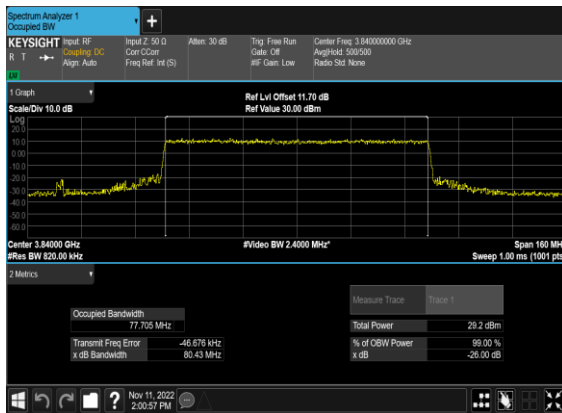 Spectrum Analyzer 1
Occupied BW
+
KEYSIGHT
R T
Input: RF
Coupling: DC
Align: Auto
Input Z: 50 Ω
Corr CCorr
Freq Ref: Int (S)
Atten: 30 dB
Trig: Free Run
Gate: Off
#IF Gain: Low
Center Freq: 3.840000000 GHz
Avg|Hold: 500/500
Radio Std: None
1 Graph
Scale/Div 10.0 dB
Ref Lvl Offset 11.70 dB
Ref Value 30.00 dBm
Log
20.0
10.0
0.00
-10.0
-20.0
-30.0
-40.0
-50.0
-60.0
Center 3.84000 GHz
#Res BW 820.00 kHz
#Video BW 2.4000 MHz*
Span 160 MH
Sweep 1.00 ms (1001 pts
2 Metrics
Measure Trace Trace 1
Occupied Bandwidth
77.705 MHz
Total Power 29.2 dBm
Transmit Freq Error -46.676 kHz
% of OBW Power 99.00 %
x dB Bandwidth 80.43 MHz
x dB -26.00 dB
?
Nov 11, 2022
2:00:57 PM